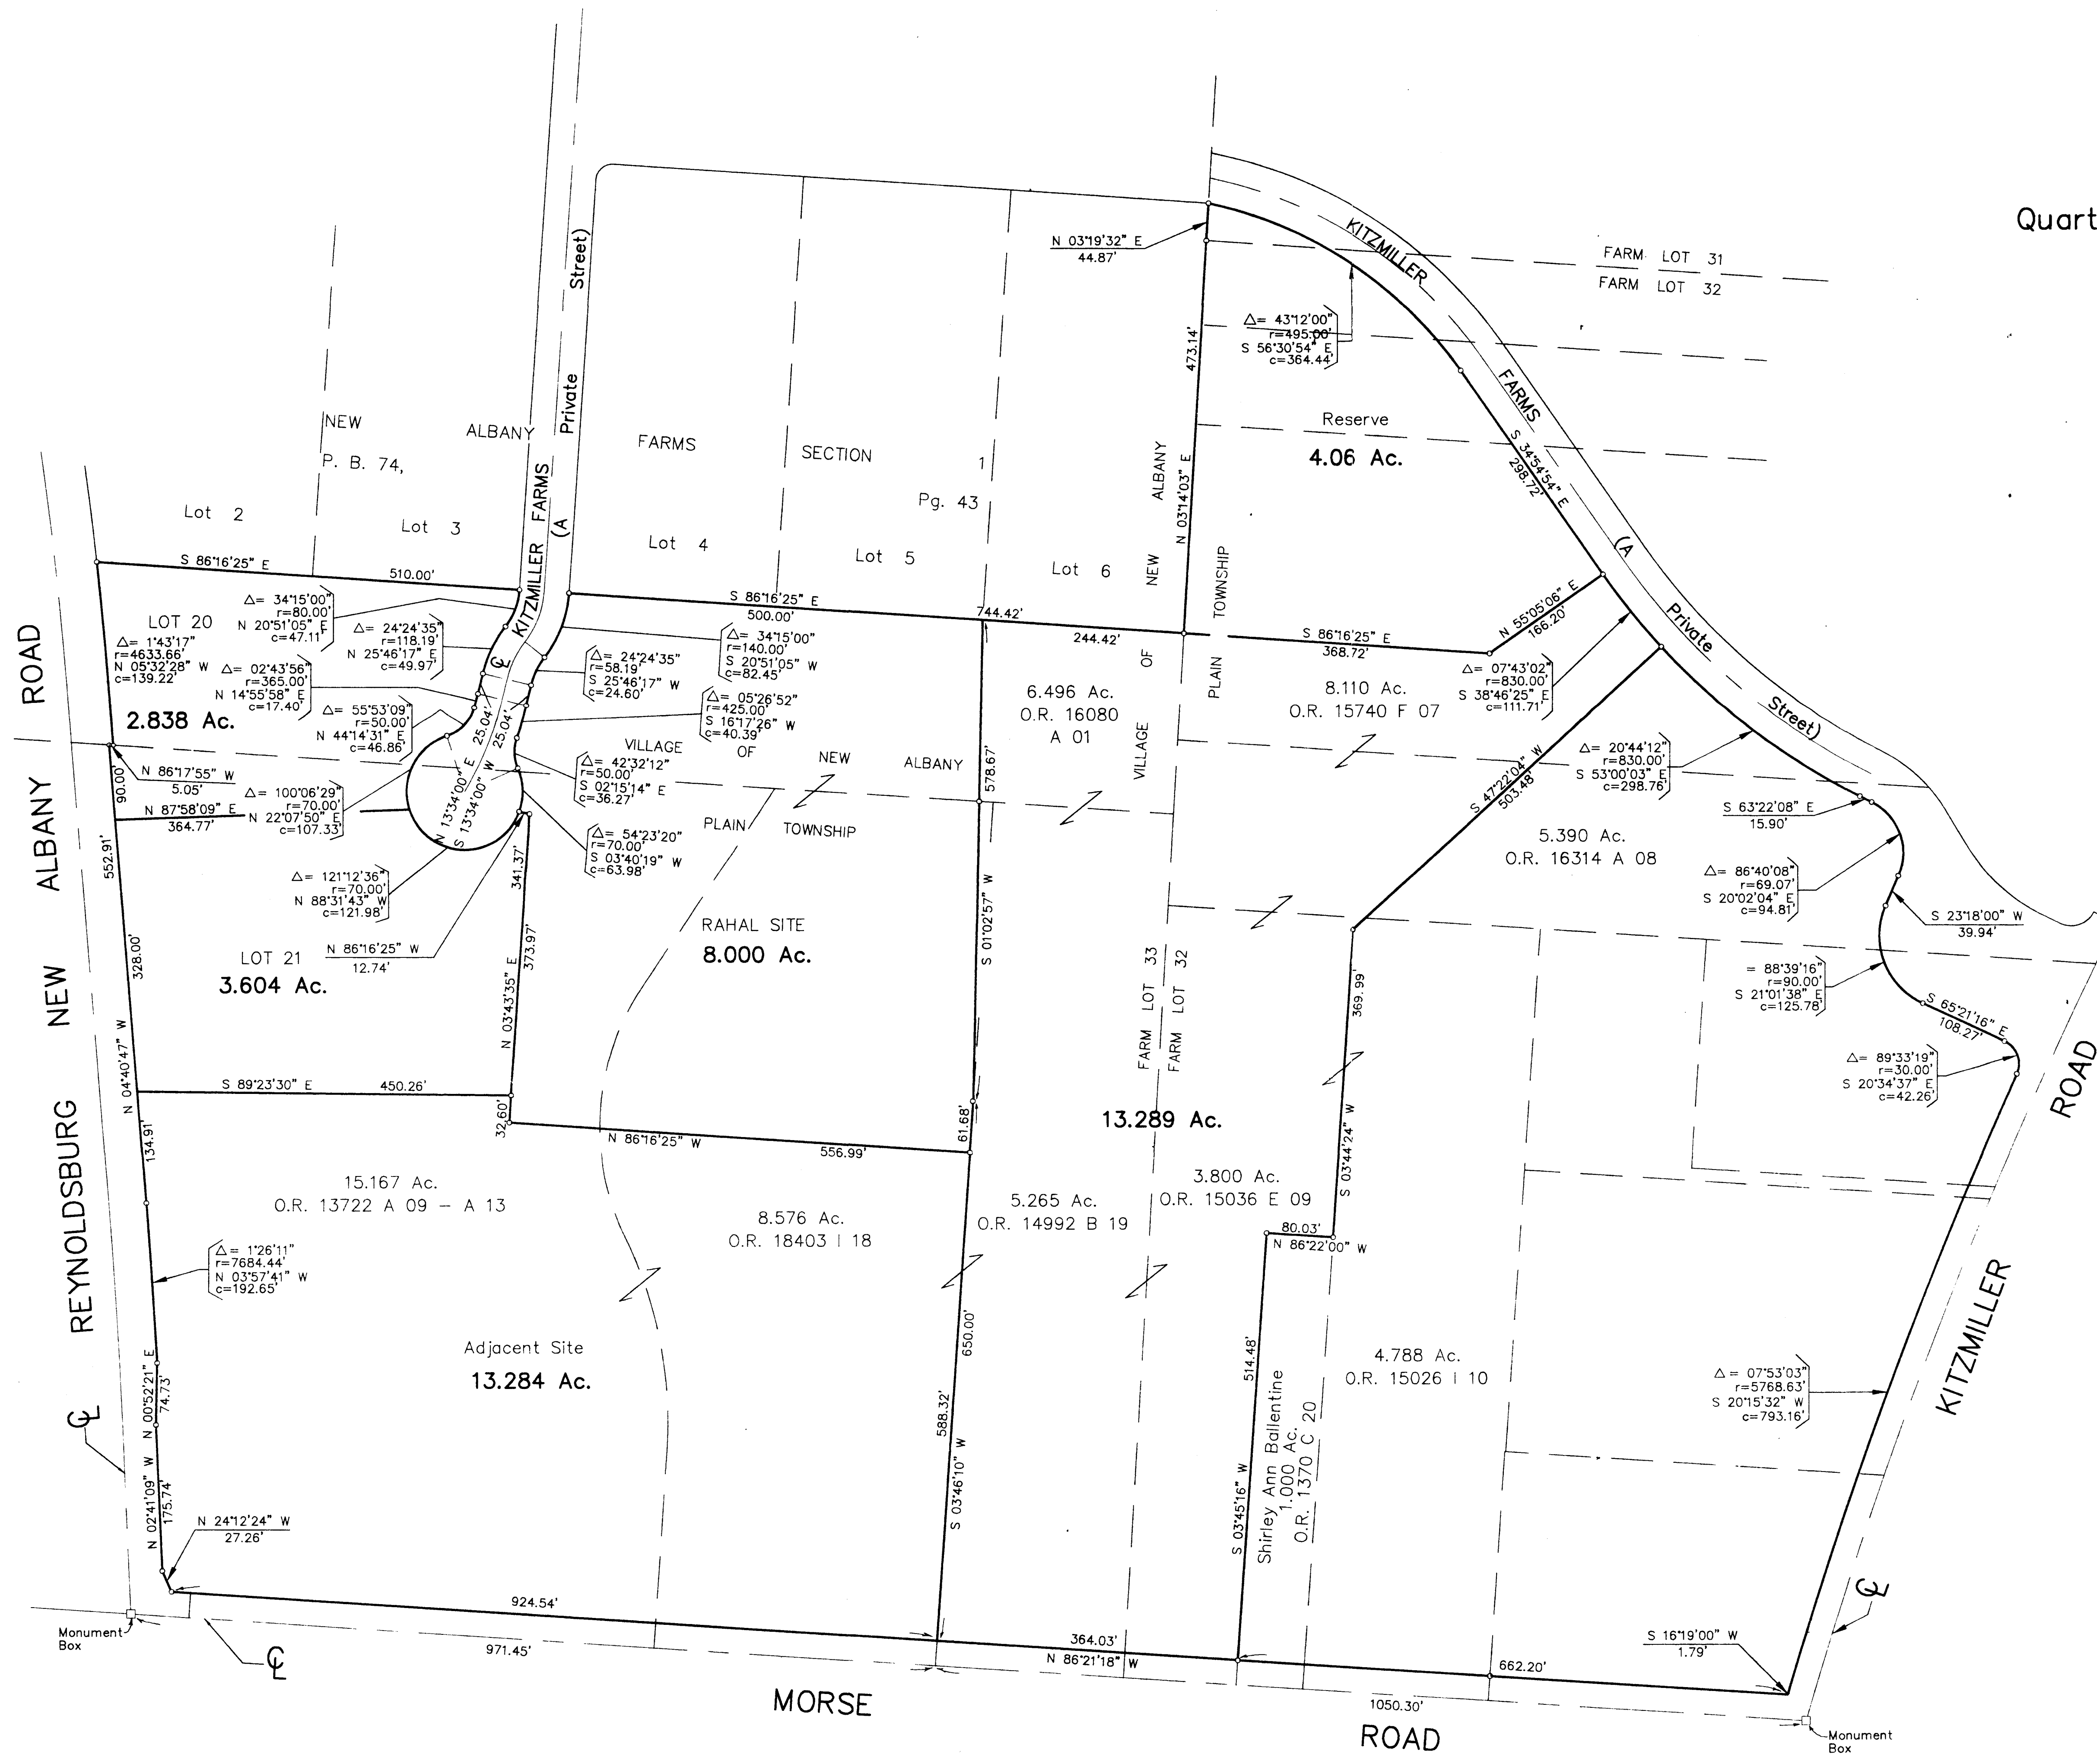 Quart
FARM LOT 31
FARM LOT 32
KITZMILLER
FARMS
(A
Private
Street)
N 03°19'32" E
44.87'
△= 43°12'00"
r=495.00'
S 56°30'54" E
c=364.44'
473.14'
N 03°14'03" E
Reserve
4.06 Ac.
S 34°54'54" E
298.72'
N 55°05'06" E
166.20'
Street)
Private
(A
KITZMILLER FARMS
NEW
ALBANY
FARMS
SECTION
1
P. B. 74,
Pg. 43
Lot 2
Lot 3
Lot 4
Lot 5
Lot 6
NEW ALBANY
VILLAGE OF
PLAIN TOWNSHIP
S 86°16'25" E
510.00'
S 86°16'25" E
500.00'
744.42'
244.42'
S 86°16'25" E
368.72'
LOT 20
△= 1°43'17"
r=4633.66'
N 05°32'28" W
c=139.22'
2.838 Ac.
△= 34°15'00"
r=80.00'
N 20°51'05" E
c=47.11'
△= 24°24'35"
r=118.19'
N 25°46'17" E
c=49.97'
△= 02°43'56"
r=365.00'
N 14°55'58" E
c=17.40'
△= 55°53'09"
r=50.00'
N 44°14'31" E
c=46.86'
℄
25.04'
25.04'
N 13°34'00" E
S 13°34'00" W
△= 34°15'00"
r=140.00'
S 20°51'05" W
c=82.45'
△= 24°24'35"
r=58.19'
S 25°46'17" W
c=24.60'
△= 05°26'52"
r=425.00'
S 16°17'26" W
c=40.39'
△= 42°32'12"
r=50.00'
S 02°15'14" E
c=36.27'
△= 54°23'20"
r=70.00'
S 03°40'19" W
c=63.98'
△= 100°06'29"
r=70.00'
N 22°07'50" E
c=107.33'
△= 121°12'36"
r=70.00'
N 88°31'43" W
c=121.98'
N 86°16'25" W
12.74'
N 86°17'55" W
5.05'
90.00'
N 87°58'09" E
364.77'
552.91'
328.00'
N 04°40'47" W
134.91'
LOT 21
3.604 Ac.
341.37'
373.97'
N 03°43'35" E
32.60'
S 89°23'30" E
450.26'
VILLAGE OF NEW ALBANY
PLAIN TOWNSHIP
RAHAL SITE
8.000 Ac.
578.67'
S 01°02'57" W
61.68'
N 86°16'25" W
556.99'
6.496 Ac.
O.R. 16080
A 01
8.110 Ac.
O.R. 15740 F 07
△= 07°43'02"
r=830.00'
S 38°46'25" E
c=111.71'
△= 20°44'12"
r=830.00'
S 53°00'03" E
c=298.76'
S 47°22'04" W
503.48'
S 63°22'08" E
15.90'
5.390 Ac.
O.R. 16314 A 08
△= 86°40'08"
r=69.07'
S 20°02'04" E
c=94.81'
S 23°18'00" W
39.94'
= 88°39'16"
r=90.00'
S 21°01'38" E
c=125.78'
S 65°21'16" E
108.27'
△= 89°33'19"
r=30.00'
S 20°34'37" E
c=42.26'
FARM LOT 33
FARM LOT 32
369.99'
S 03°44'24" W
13.289 Ac.
3.800 Ac.
O.R. 15036 E 09
80.03'
N 86°22'00" W
15.167 Ac.
O.R. 13722 A 09 – A 13
8.576 Ac.
O.R. 18403 I 18
5.265 Ac.
O.R. 14992 B 19
△= 1°26'11"
r=7684.44'
N 03°57'41" W
c=192.65'
Adjacent Site
13.284 Ac.
650.00'
588.32'
S 03°46'10" W
514.48'
S 03°45'16" W
Shirley Ann Ballentine
1.000 Ac.
O.R. 1370 C 20
4.788 Ac.
O.R. 15026 I 10
△= 07°53'03"
r=5768.63'
S 20°15'32" W
c=793.16'
KITZMILLER ROAD
REYNOLDSBURG NEW ALBANY ROAD
℄
N 00°52'21" E
74.73'
N 02°41'09" W
175.74'
N 24°12'24" W
27.26'
924.54'
Monument
Box
℄
971.45'
364.03'
N 86°21'18" W
662.20'
1050.30'
S 16°19'00" W
1.79'
℄
Monument
Box
MORSE
ROAD